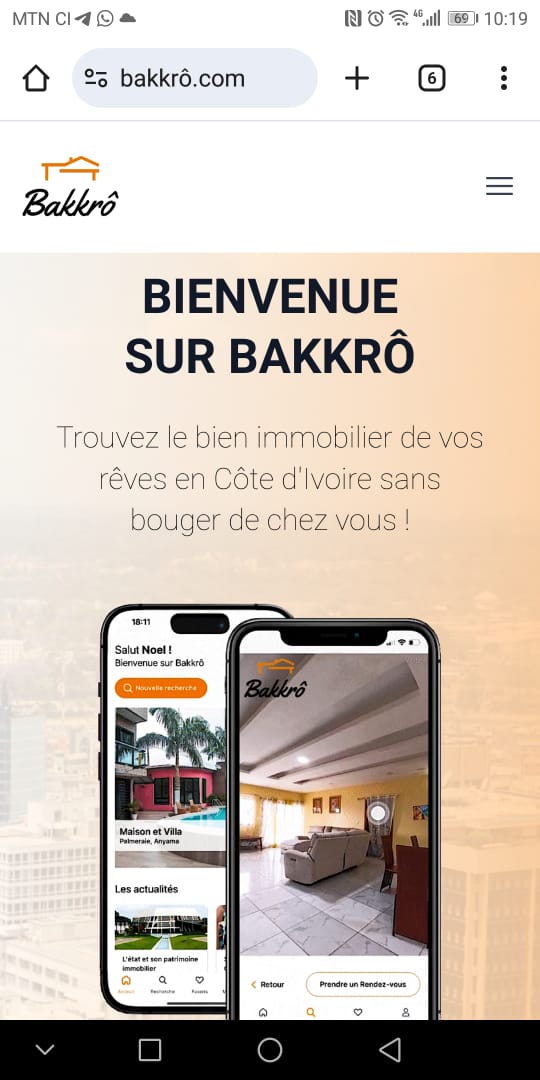 MTN CI 4G 69 10:19
bakkrô.com 6
Bakkrô
BIENVENUE
SUR BAKKRÔ
Trouvez le bien immobilier de vos
rêves en Côte d'Ivoire sans
bouger de chez vous !
18:11
Salut Noel !
Bienvenue sur Bakkrô
Nouvelle recherche
Maison et Villa
Palmeraie, Anyama
Les actualités
L'état et son patrimoine
immobilier
Recherche
Favoris
Bakkrô
Retour
Prendre un Rendez-vous